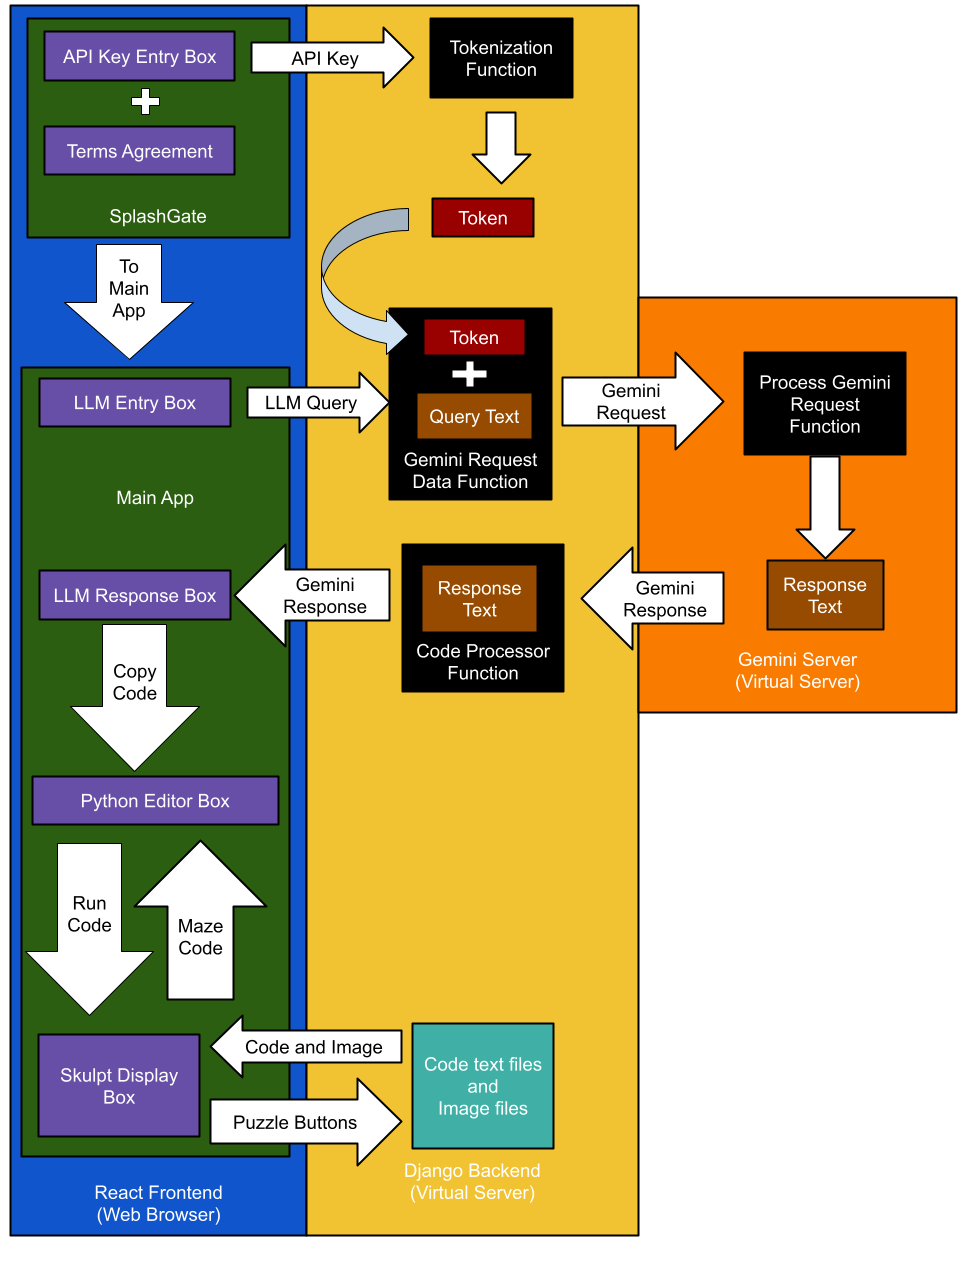 API Key Entry Box
Terms Agreement
SplashGate
API Key
Tokenization
Function
Token
To
Main
App
LLM Entry Box
Main App
LLM Query
Token
Query Text
Gemini Request
Data Function
Gemini
Request
Process Gemini
Request
Function
Response
Text
Gemini Server
(Virtual Server)
Gemini
Response
Response
Text
Code Processor
Function
Gemini
Response
LLM Response Box
Copy
Code
Python Editor Box
Run
Code
Maze
Code
Skulpt Display
Box
Code and Image
Puzzle Buttons
Code text files
and
Image files
Django Backend
(Virtual Server)
React Frontend
(Web Browser)